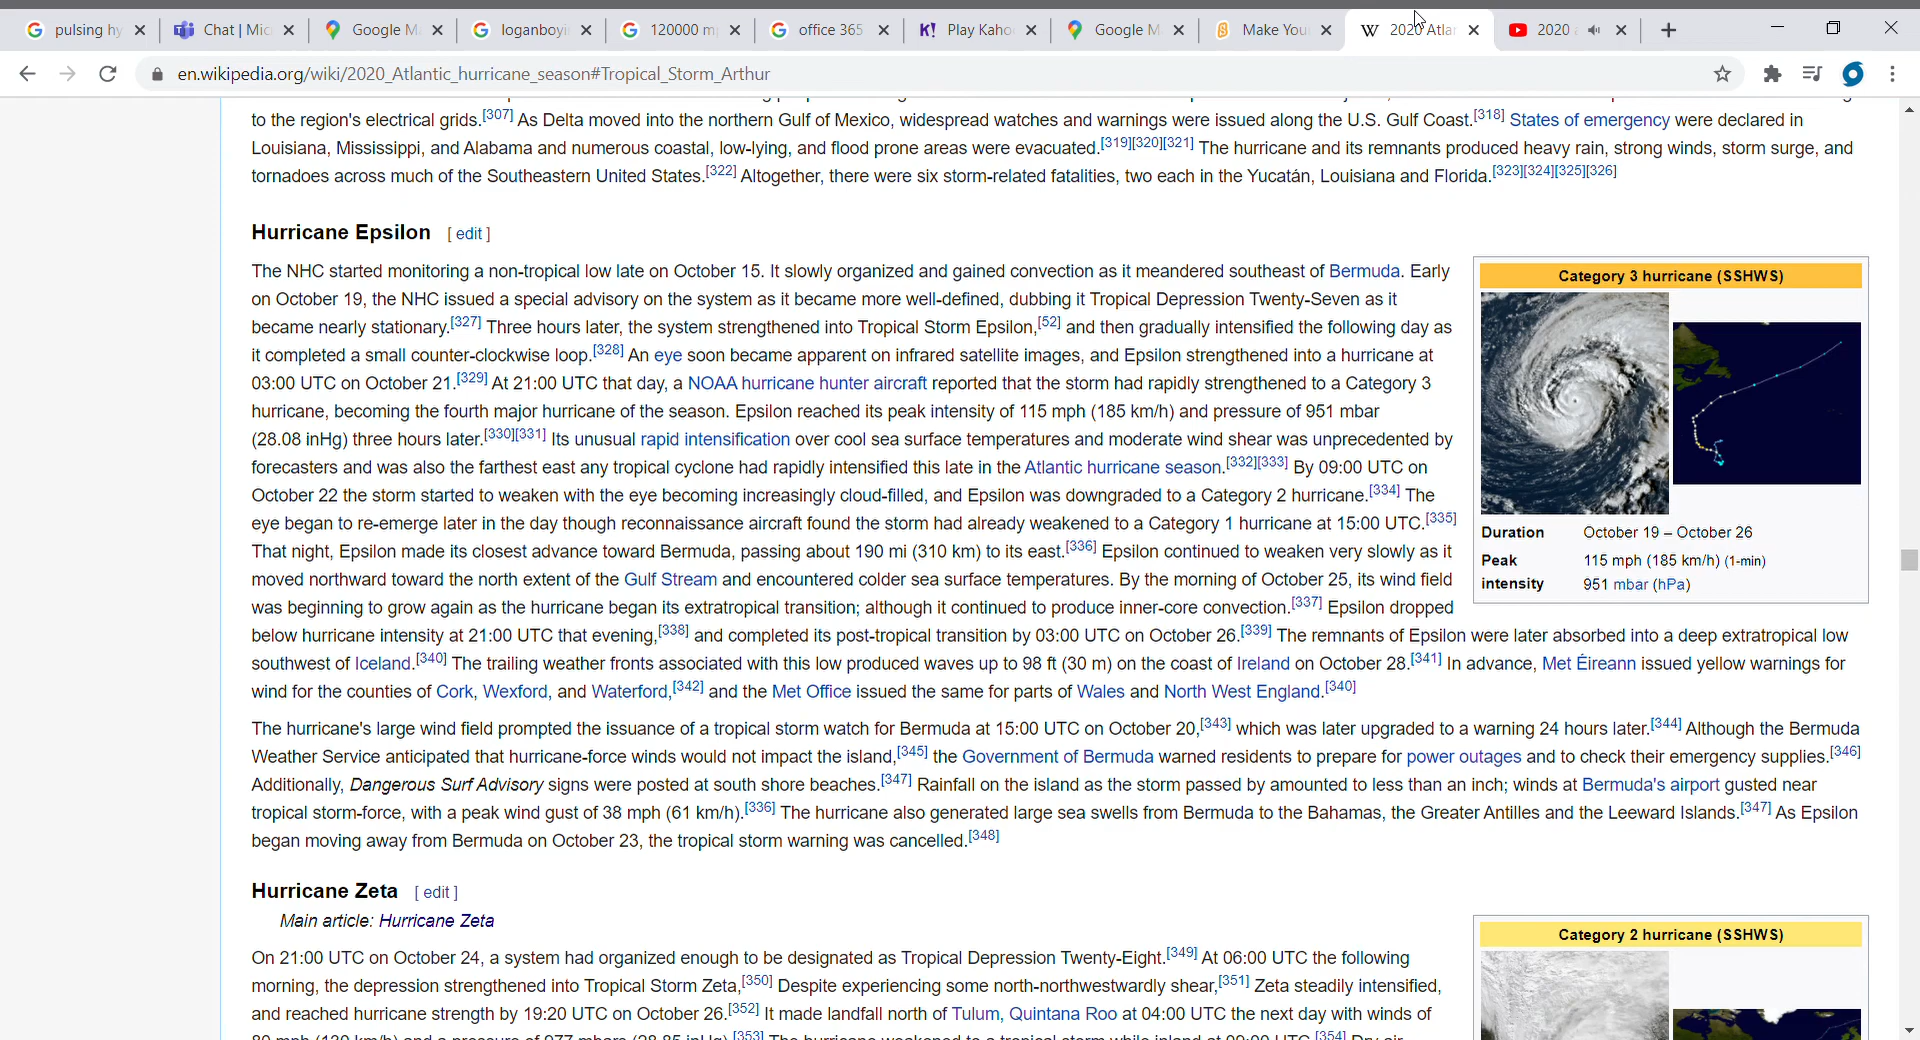 pulsing hy
Chat | Mic
Google M
loganboyi
120000 m
office 365
Play Kaho
Google M
Make You
2020 Atla
2020
en.wikipedia.org/wiki/2020_Atlantic_hurricane_season#Tropical_Storm_Arthur
to the region's electrical grids.[307] As Delta moved into the northern Gulf of Mexico, widespread watches and warnings were issued along the U.S. Gulf Coast.[318] States of emergency were declared in
Louisiana, Mississippi, and Alabama and numerous coastal, low-lying, and flood prone areas were evacuated.[319][320][321] The hurricane and its remnants produced heavy rain, strong winds, storm surge, and
tornadoes across much of the Southeastern United States.[322] Altogether, there were six storm-related fatalities, two each in the Yucatán, Louisiana and Florida.[323][324][325][326]
Hurricane Epsilon [ edit ]
The NHC started monitoring a non-tropical low late on October 15. It slowly organized and gained convection as it meandered southeast of Bermuda. Early
on October 19, the NHC issued a special advisory on the system as it became more well-defined, dubbing it Tropical Depression Twenty-Seven as it
became nearly stationary.[327] Three hours later, the system strengthened into Tropical Storm Epsilon,[52] and then gradually intensified the following day as
it completed a small counter-clockwise loop.[328] An eye soon became apparent on infrared satellite images, and Epsilon strengthened into a hurricane at
03:00 UTC on October 21.[329] At 21:00 UTC that day, a NOAA hurricane hunter aircraft reported that the storm had rapidly strengthened to a Category 3
hurricane, becoming the fourth major hurricane of the season. Epsilon reached its peak intensity of 115 mph (185 km/h) and pressure of 951 mbar
(28.08 inHg) three hours later.[330][331] Its unusual rapid intensification over cool sea surface temperatures and moderate wind shear was unprecedented by
forecasters and was also the farthest east any tropical cyclone had rapidly intensified this late in the Atlantic hurricane season.[332][333] By 09:00 UTC on
October 22 the storm started to weaken with the eye becoming increasingly cloud-filled, and Epsilon was downgraded to a Category 2 hurricane.[334] The
eye began to re-emerge later in the day though reconnaissance aircraft found the storm had already weakened to a Category 1 hurricane at 15:00 UTC.[335]
That night, Epsilon made its closest advance toward Bermuda, passing about 190 mi (310 km) to its east.[336] Epsilon continued to weaken very slowly as it
moved northward toward the north extent of the Gulf Stream and encountered colder sea surface temperatures. By the morning of October 25, its wind field
was beginning to grow again as the hurricane began its extratropical transition; although it continued to produce inner-core convection.[337] Epsilon dropped
below hurricane intensity at 21:00 UTC that evening,[338] and completed its post-tropical transition by 03:00 UTC on October 26.[339] The remnants of Epsilon were later absorbed into a deep extratropical low
southwest of Iceland.[340] The trailing weather fronts associated with this low produced waves up to 98 ft (30 m) on the coast of Ireland on October 28.[341] In advance, Met Éireann issued yellow warnings for
wind for the counties of Cork, Wexford, and Waterford,[342] and the Met Office issued the same for parts of Wales and North West England.[340]
Category 3 hurricane (SSHWS)
Duration October 19 – October 26
Peak 115 mph (185 km/h) (1-min)
intensity 951 mbar (hPa)
The hurricane's large wind field prompted the issuance of a tropical storm watch for Bermuda at 15:00 UTC on October 20,[343] which was later upgraded to a warning 24 hours later.[344] Although the Bermuda
Weather Service anticipated that hurricane-force winds would not impact the island,[345] the Government of Bermuda warned residents to prepare for power outages and to check their emergency supplies.[346]
Additionally, Dangerous Surf Advisory signs were posted at south shore beaches.[347] Rainfall on the island as the storm passed by amounted to less than an inch; winds at Bermuda's airport gusted near
tropical storm-force, with a peak wind gust of 38 mph (61 km/h).[336] The hurricane also generated large sea swells from Bermuda to the Bahamas, the Greater Antilles and the Leeward Islands.[347] As Epsilon
began moving away from Bermuda on October 23, the tropical storm warning was cancelled.[348]
Hurricane Zeta [ edit ]
Main article: Hurricane Zeta
On 21:00 UTC on October 24, a system had organized enough to be designated as Tropical Depression Twenty-Eight.[349] At 06:00 UTC the following
morning, the depression strengthened into Tropical Storm Zeta,[350] Despite experiencing some north-northwestwardly shear,[351] Zeta steadily intensified,
and reached hurricane strength by 19:20 UTC on October 26.[352] It made landfall north of Tulum, Quintana Roo at 04:00 UTC the next day with winds of
80 mph (130 km/h) and a pressure of 977 mbars (28.85 inHg).[353] The hurricane weakened to a tropical storm while inland at 09:00 UTC.[354] Dry air
Category 2 hurricane (SSHWS)